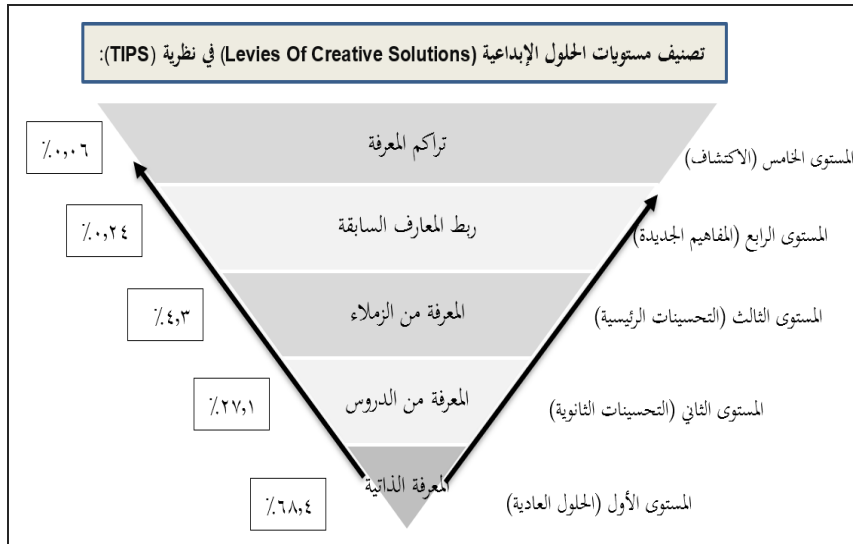 تصنيف مستويات الحلول الإبداعية (Levies Of Creative Solutions) في نظرية (TIPS):
المستوى الخامس (الاكتشاف)
تراكم المعرفة
٠,٠٦٪
المستوى الرابع (المفاهيم الجديدة)
ربط المعارف السابقة
٠,٢٤٪
المستوى الثالث (التحسينات الرئيسية)
المعرفة من الزملاء
٤,٣٪
المستوى الثاني (التحسينات الثانوية)
المعرفة من الدروس
٢٧,١٪
المستوى الأول (الحلول العادية)
المعرفة الذاتية
٦٨,٤٪